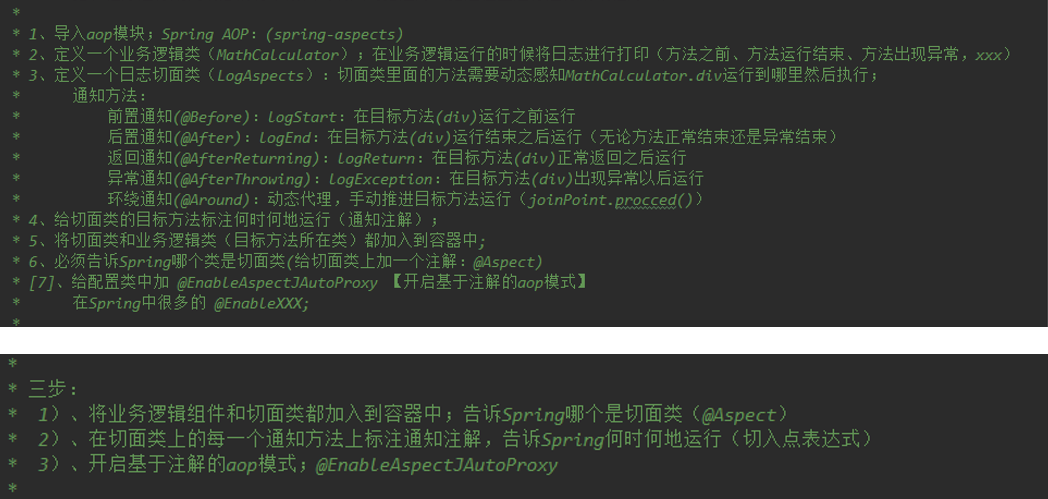 *
* 1、导入aop模块；Spring AOP：(spring-aspects)
* 2、定义一个业务逻辑类（MathCalculator）；在业务逻辑运行的时候将日志进行打印（方法之前、方法运行结束、方法出现异常，xxx）
* 3、定义一个日志切面类（LogAspects）：切面类里面的方法需要动态感知MathCalculator.div运行到哪里然后执行；
* 通知方法：
* 前置通知(@Before)：logStart：在目标方法(div)运行之前运行
* 后置通知(@After)：logEnd：在目标方法(div)运行结束之后运行（无论方法正常结束还是异常结束）
* 返回通知(@AfterReturning)：logReturn：在目标方法(div)正常返回之后运行
* 异常通知(@AfterThrowing)：logException：在目标方法(div)出现异常以后运行
* 环绕通知(@Around)：动态代理，手动推进目标方法运行（joinPoint.procced()）
* 4、给切面类的目标方法标注何时何地运行（通知注解）；
* 5、将切面类和业务逻辑类（目标方法所在类）都加入到容器中;
* 6、必须告诉Spring哪个类是切面类(给切面类上加一个注解：@Aspect)
* [7]、给配置类中加 @EnableAspectJAutoProxy 【开启基于注解的aop模式】
* 在Spring中很多的 @EnableXXX;
*
*
* 三步：
* 1）、将业务逻辑组件和切面类都加入到容器中；告诉Spring哪个是切面类（@Aspect）
* 2）、在切面类上的每一个通知方法上标注通知注解，告诉Spring何时何地运行（切入点表达式）
* 3）、开启基于注解的aop模式；@EnableAspectJAutoProxy
*